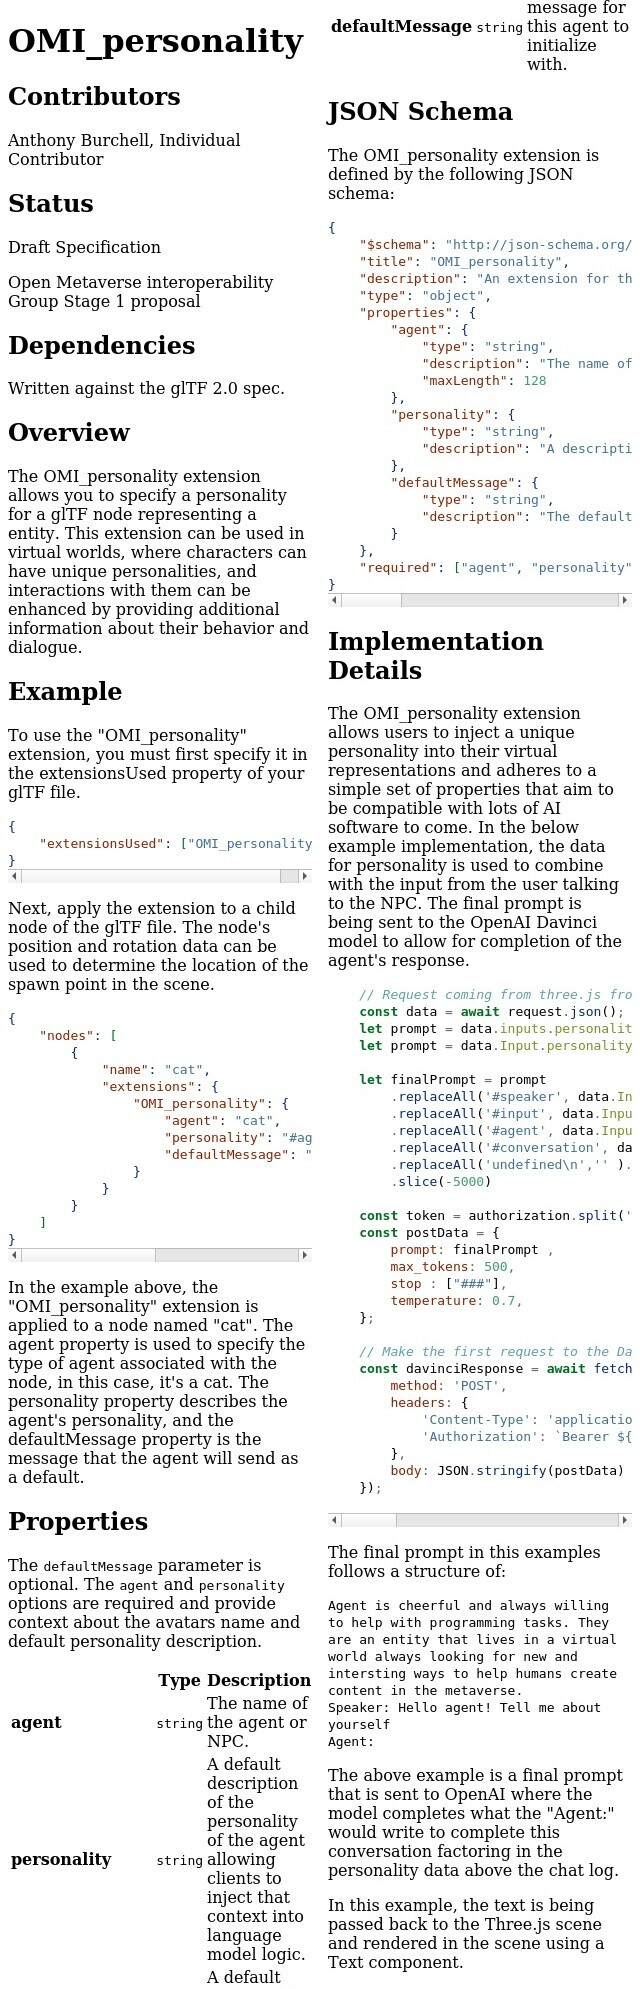 OMI_personality
Contributors
Anthony Burchell, Individual
Contributor
Status
Draft Specification
Open Metaverse interoperability
Group Stage 1 proposal
Dependencies
Written against the glTF 2.0 spec.
Overview
The OMI_personality extension
allows you to specify a personality
for a glTF node representing a
entity. This extension can be used in
virtual worlds, where characters can
have unique personalities, and
interactions with them can be
enhanced by providing additional
information about their behavior and
dialogue.
Example
To use the "OMI_personality"
extension, you must first specify it in
the extensionsUsed property of your
glTF file.
{
    "extensionsUsed": ["OMI_personality
}
Next, apply the extension to a child
node of the glTF file. The node's
position and rotation data can be
used to determine the location of the
spawn point in the scene.
{
    "nodes": [
        {
            "name": "cat",
            "extensions": {
                "OMI_personality": {
                    "agent": "cat",
                    "personality": "#ag
                    "defaultMessage": "
                }
            }
        }
    ]
}
In the example above, the
"OMI_personality" extension is
applied to a node named "cat". The
agent property is used to specify the
type of agent associated with the
node, in this case, it's a cat. The
personality property describes the
agent's personality, and the
defaultMessage property is the
message that the agent will send as
a default.
Properties
The defaultMessage parameter is
optional. The agent and personality
options are required and provide
context about the avatars name and
default personality description.
Type Description
agent string The name of
the agent or
NPC.
personality string A default
description
of the
personality
of the agent
allowing
clients to
inject that
context into
language
model logic.
A default
defaultMessage string message for
this agent to
initialize
with.
JSON Schema
The OMI_personality extension is
defined by the following JSON
schema:
{
    "$schema": "http://json-schema.org/
    "title": "OMI_personality",
    "description": "An extension for th
    "type": "object",
    "properties": {
        "agent": {
            "type": "string",
            "description": "The name of
            "maxLength": 128
        },
        "personality": {
            "type": "string",
            "description": "A descripti
        },
        "defaultMessage": {
            "type": "string",
            "description": "The default
        }
    },
    "required": ["agent", "personality"
}
Implementation
Details
The OMI_personality extension
allows users to inject a unique
personality into their virtual
representations and adheres to a
simple set of properties that aim to
be compatible with lots of AI
software to come. In the below
example implementation, the data
for personality is used to combine
with the input from the user talking
to the NPC. The final prompt is
being sent to the OpenAI Davinci
model to allow for completion of the
agent's response.
    // Request coming from three.js fro
    const data = await request.json();
    let prompt = data.inputs.personalit
    let prompt = data.Input.personality
    let finalPrompt = prompt
        .replaceAll('#speaker', data.In
        .replaceAll('#input', data.Inpu
        .replaceAll('#agent', data.Inpu
        .replaceAll('#conversation', da
        .replaceAll('undefined\n','' ).
        .slice(-5000)
    const token = authorization.split('
    const postData = {
        prompt: finalPrompt ,
        max_tokens: 500,
        stop : ["###"],
        temperature: 0.7,
    };
    // Make the first request to the Da
    const davinciResponse = await fetch
        method: 'POST',
        headers: {
            'Content-Type': 'applicatio
            'Authorization': `Bearer ${
        },
        body: JSON.stringify(postData)
    });
The final prompt in this examples
follows a structure of:
Agent is cheerful and always willing
to help with programming tasks. They
are an entity that lives in a virtual
world always looking for new and
intersting ways to help humans create
content in the metaverse.
Speaker: Hello agent! Tell me about
yourself
Agent:
The above example is a final prompt
that is sent to OpenAI where the
model completes what the "Agent:"
would write to complete this
conversation factoring in the
personality data above the chat log.
In this example, the text is being
passed back to the Three.js scene
and rendered in the scene using a
Text component.